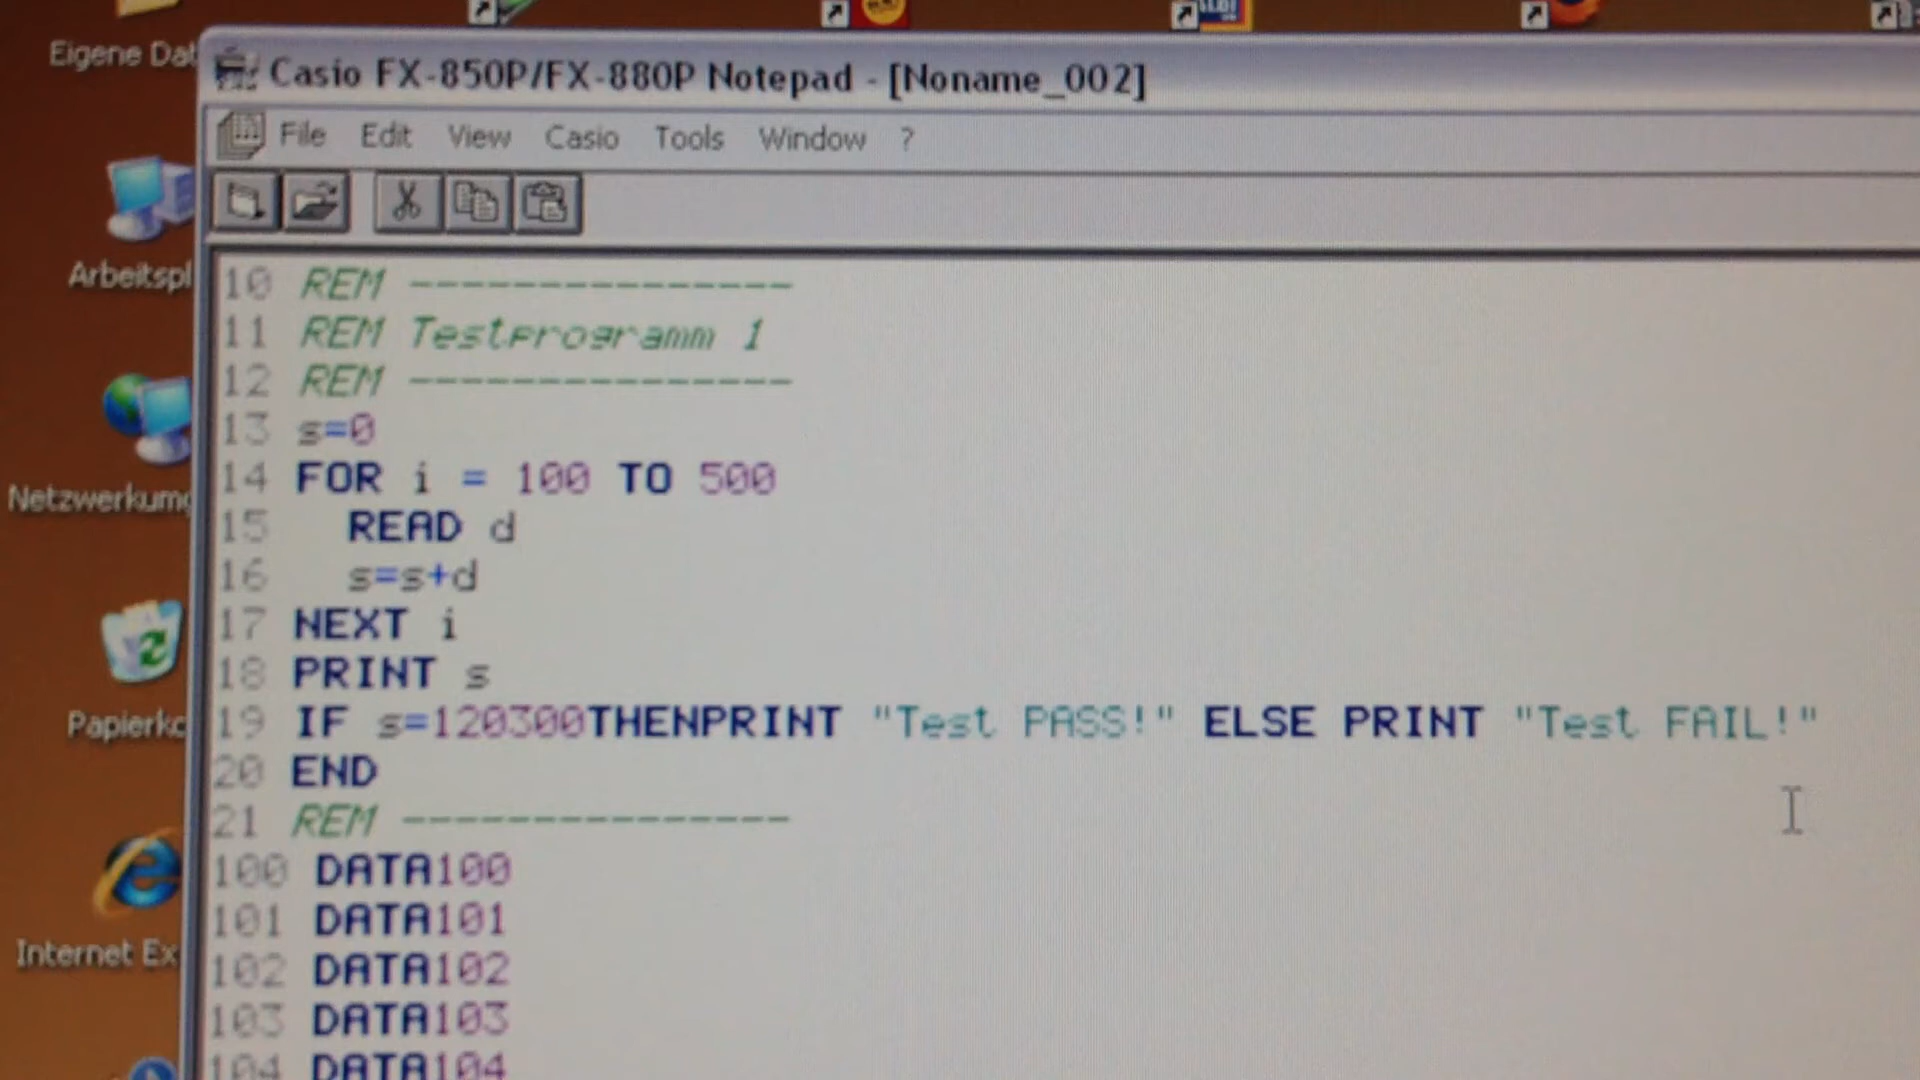 Eigene Dat
Casio FX-850P/FX-880P Notepad - [Noname_002]
File Edit View Casio Tools Window ?
Arbeitspl
Netzwerkumg
Papierko
Internet Ex
10 REM ---------------
11 REM Testprogramm 1
12 REM ---------------
13 s=0
14 FOR i = 100 TO 500
15 READ d
16 s=s+d
17 NEXT i
18 PRINT s
19 IF s=120300THENPRINT "Test PASS!" ELSE PRINT "Test FAIL!"
20 END
21 REM ---------------
100 DATA100
101 DATA101
102 DATA102
103 DATA103
104 DATA104